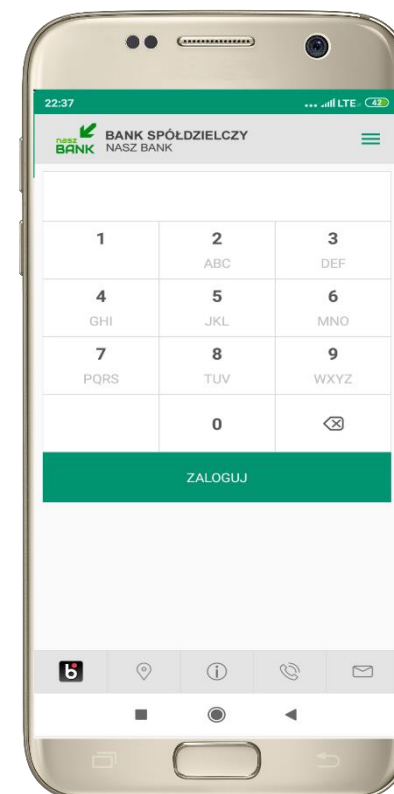 22:37 LTE 42
nasz BANK BANK SPÓŁDZIELCZY
NASZ BANK
1 2 3
ABC DEF
4 5 6
GHI JKL MNO
7 8 9
PQRS TUV WXYZ
0
ZALOGUJ
b i